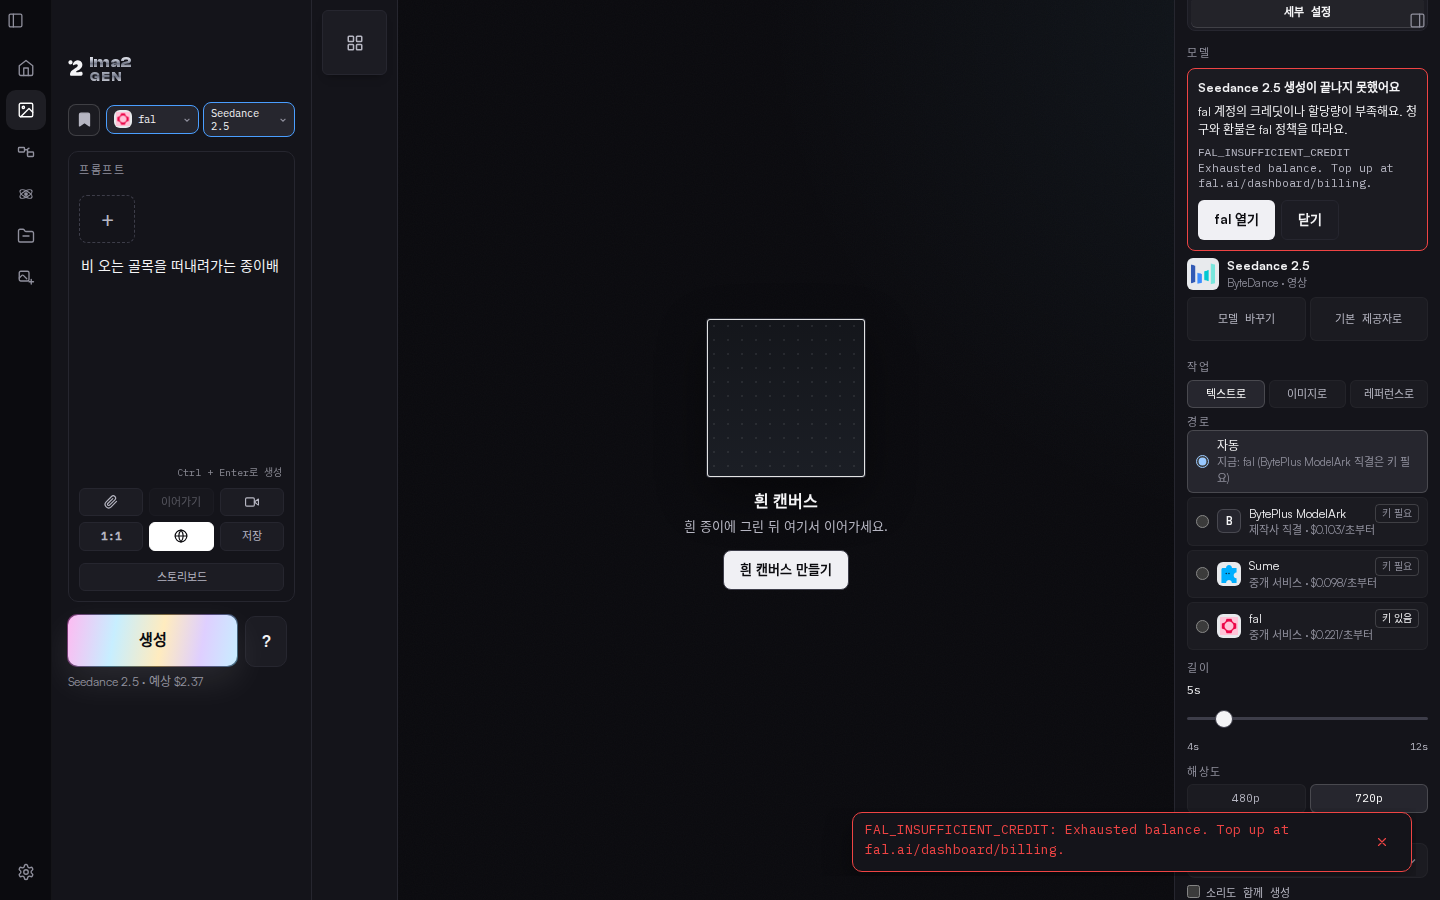 ima2
GEN
fal
Seedance
2.5
프롬프트
+
비 오는 골목을 떠내려가는 종이배
Ctrl + Enter로 생성
이어가기
1:1
저장
스토리보드
생성
?
Seedance 2.5 · 예상 $2.37
흰 캔버스
흰 종이에 그린 뒤 여기서 이어가세요.
흰 캔버스 만들기
세부 설정
모델
Seedance 2.5 생성이 끝나지 못했어요
fal 계정의 크레딧이나 할당량이 부족해요. 청
구와 환불은 fal 정책을 따라요.
FAL_INSUFFICIENT_CREDIT
Exhausted balance. Top up at
fal.ai/dashboard/billing.
fal 열기
닫기
Seedance 2.5
ByteDance · 영상
모델 바꾸기
기본 제공자로
작업
텍스트로
이미지로
레퍼런스로
경로
자동
지금: fal (BytePlus ModelArk 직결은 키 필
요)
B
BytePlus ModelArk
키 필요
제작사 직결 · $0.103/초부터
Sume
키 필요
중개 서비스 · $0.098/초부터
fal
키 있음
중개 서비스 · $0.221/초부터
길이
5s
4s
12s
해상도
480p
720p
FAL_INSUFFICIENT_CREDIT: Exhausted balance. Top up at
fal.ai/dashboard/billing.
소리도 함께 생성